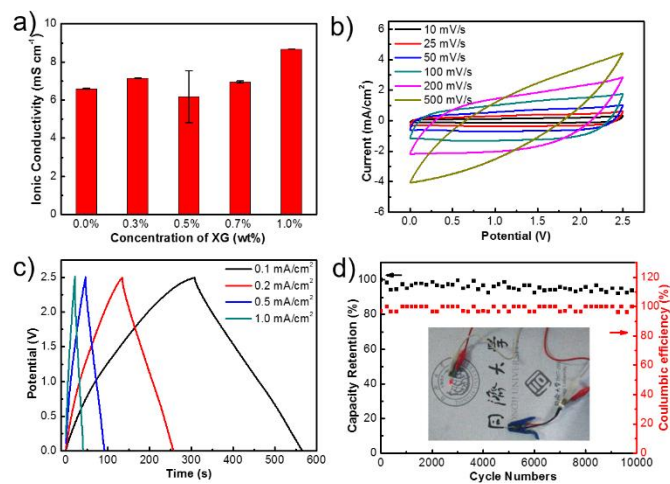 a)
Ionic Conductivity (mS cm⁻¹)
10
8
6
4
2
0
0.0% 0.3% 0.5% 0.7% 1.0%
Concentration of XG (wt%)
b)
Current (mA/cm²)
6
4
2
0
-2
-4
-6
10 mV/s
25 mV/s
50 mV/s
100 mV/s
200 mV/s
500 mV/s
0.0 0.5 1.0 1.5 2.0 2.5
Potential (V)
c)
Potential (V)
3.0
2.5
2.0
1.5
1.0
0.5
0.0
0.1 mA/cm²
0.2 mA/cm²
0.5 mA/cm²
1.0 mA/cm²
0 100 200 300 400 500 600
Time (s)
d)
Capacity Retention (%)
100
80
60
40
20
0
同济大学
0 2000 4000 6000 8000 10000
Cycle Numbers
120
100
80
60
40
20
0
Coulumbic efficiency (%)